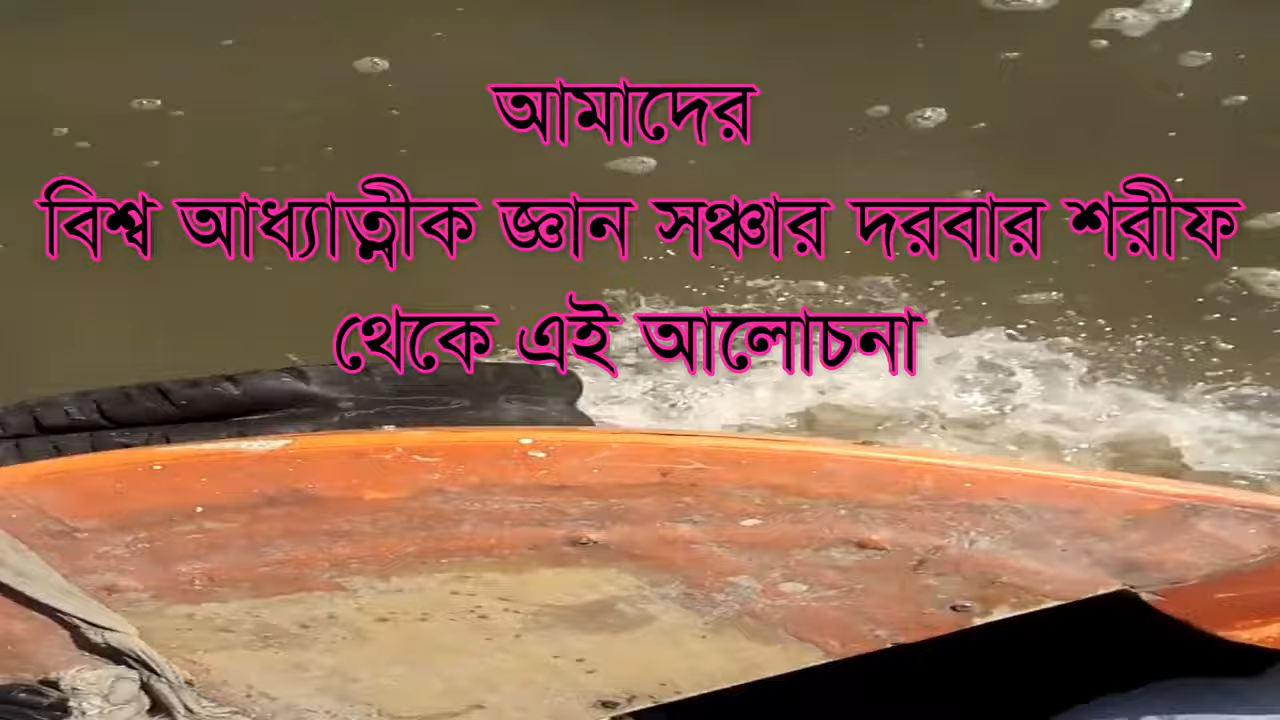 আমাদের
বিশ্ব আধ্যাত্নীক জ্ঞান সঞ্চার দরবার শরীফ
থেকে এই আলোচনা